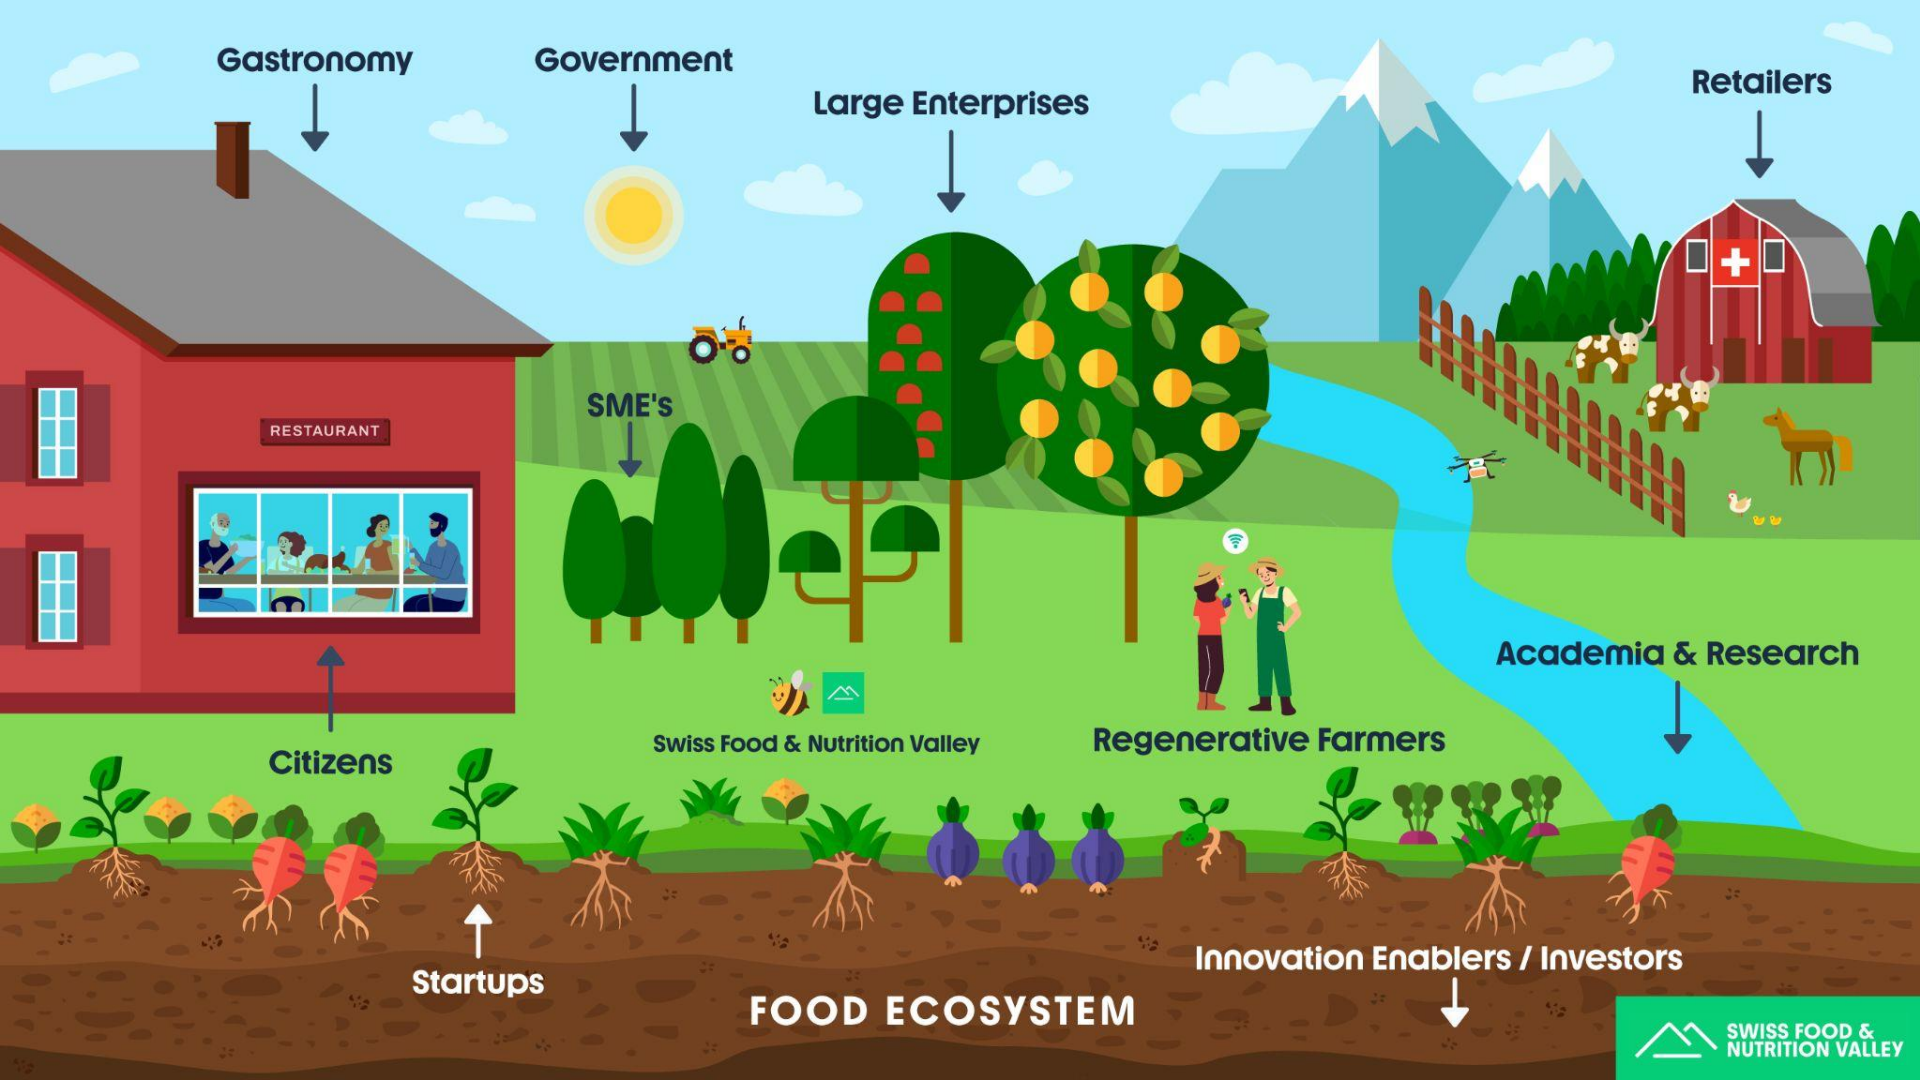 Gastronomy
Government
Large Enterprises
Retailers
SME's
RESTAURANT
Academia & Research
Citizens
Swiss Food & Nutrition Valley
Regenerative Farmers
Startups
Innovation Enablers / Investors
FOOD ECOSYSTEM
SWISS FOOD &
NUTRITION VALLEY